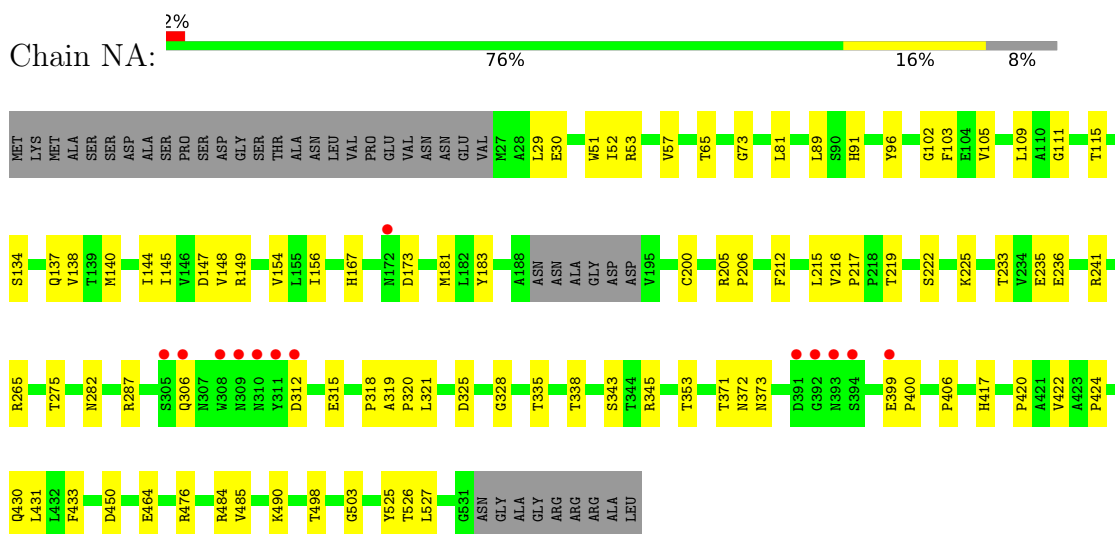 2%
Chain NA:
76% 16% 8%
MET LYS MET ALA SER SER ASP ALA SER PRO SER ASP GLY SER THR ALA ASN LEU VAL PRO GLU VAL ASN ASN GLU VAL M27 A28 L29 E30 W51 I52 R53 V57 T65 G73 L81 L89 S90 H91 Y96 G102 F103 E104 V105 L109 A110 G111 T115
S134 Q137 V138 T139 M140 I144 I145 V146 D147 V148 R149 V154 L155 I156 H167 N172 D173 M181 L182 Y183 A188 ASN ASN ALA GLY ASP ASP V195 C200 R205 P206 F212 L215 V216 P217 P218 T219 S222 K225 T233 V234 E235 E236 R241
R265 T275 N282 R287 S305 Q306 N307 W308 N309 N310 Y311 D312 E315 P318 A319 P320 L321 D325 G328 T335 T338 S343 T344 R345 T353 T371 N372 N373 D391 G392 N393 S394 E399 P400 P406 H417 P420 A421 V422 A423 P424
Q430 L431 L432 F433 D450 E464 R476 R484 V485 K490 T498 G503 Y525 T526 L527 G531 ASN GLY ALA GLY ARG ARG ARG ALA LEU